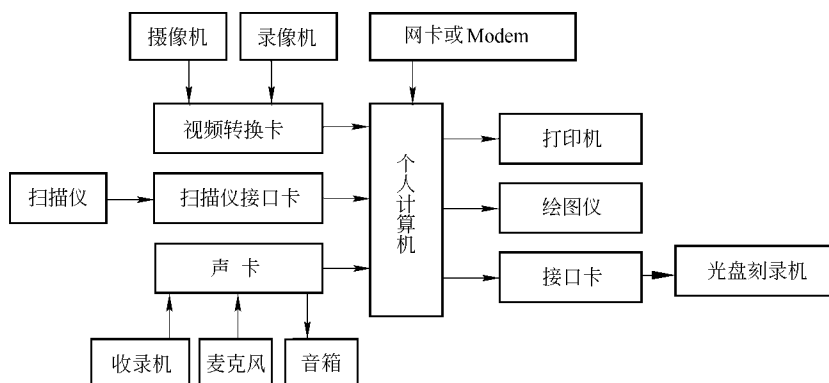 摄像机
录像机
网卡或Modem
视频转换卡
打印机
个人计算机
扫描仪
扫描仪接口卡
绘图仪
声 卡
接口卡
光盘刻录机
收录机
麦克风
音箱